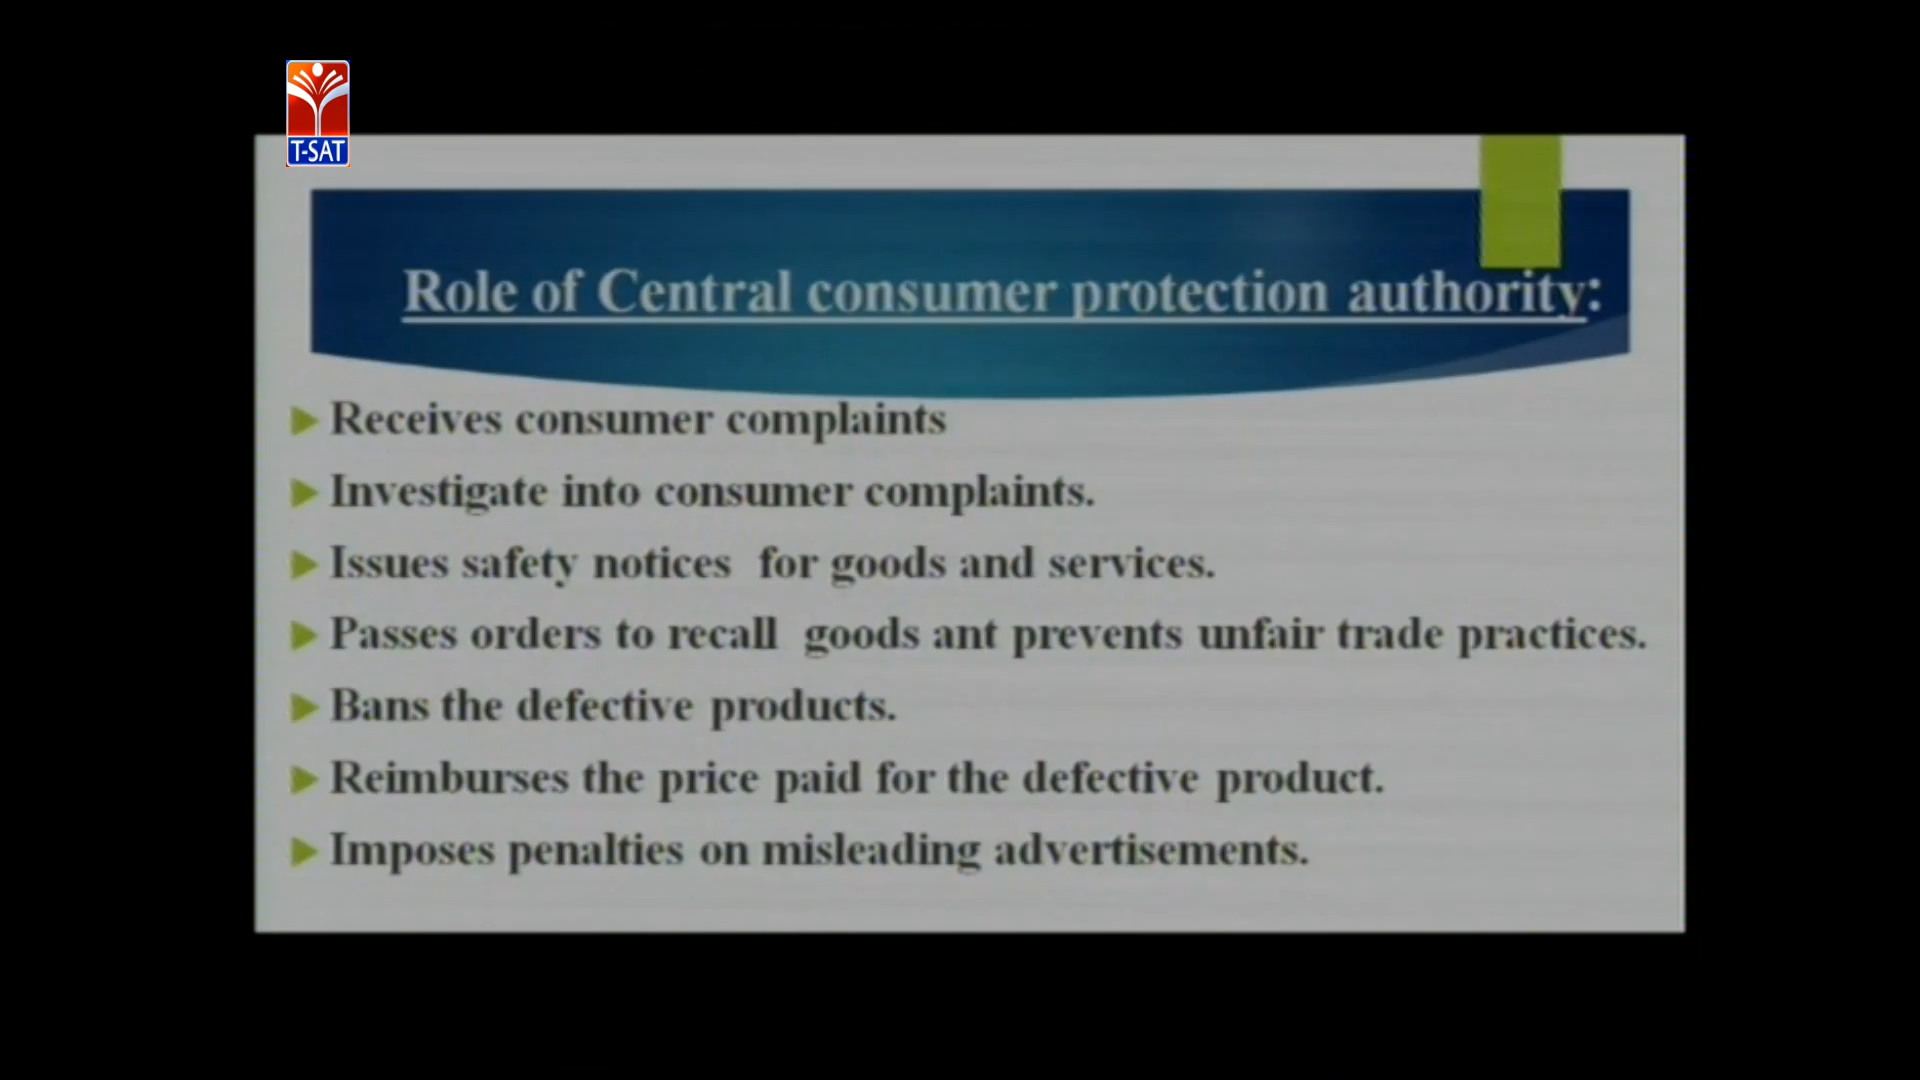 T-SAT
Role of Central consumer protection authority:
Receives consumer complaints
Investigate into consumer complaints.
Issues safety notices for goods and services.
Passes orders to recall goods ant prevents unfair trade practices.
Bans the defective products.
Reimburses the price paid for the defective product.
Imposes penalties on misleading advertisements.